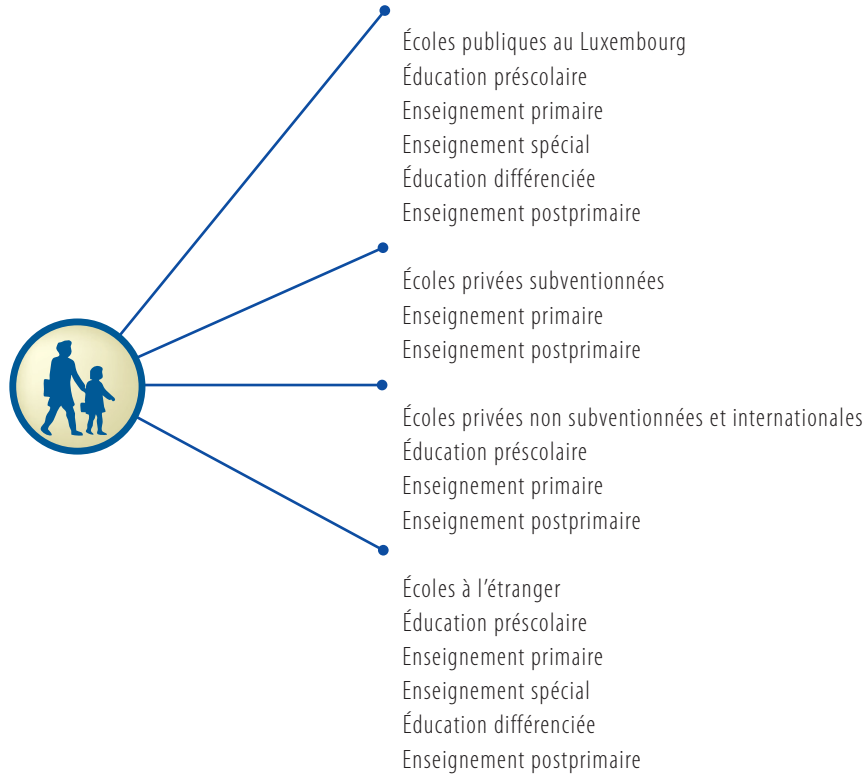 Écoles publiques au Luxembourg
Éducation préscolaire
Enseignement primaire
Enseignement spécial
Éducation différenciée
Enseignement postprimaire
Écoles privées subventionnées
Enseignement primaire
Enseignement postprimaire
Écoles privées non subventionnées et internationales
Éducation préscolaire
Enseignement primaire
Enseignement postprimaire
Écoles à l’étranger
Éducation préscolaire
Enseignement primaire
Enseignement spécial
Éducation différenciée
Enseignement postprimaire